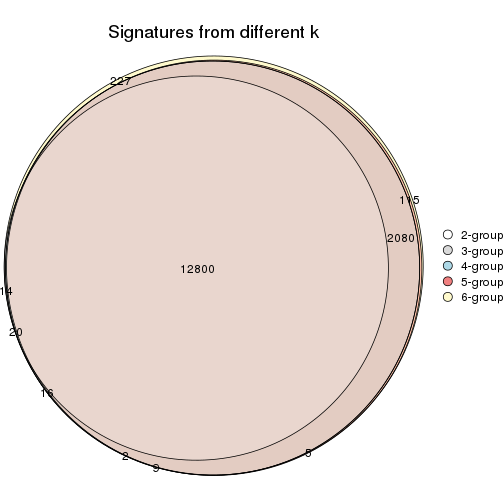 Signatures from different k
227
115
2080
12800
14
20
16
2
9
5
2-group
3-group
4-group
5-group
6-group